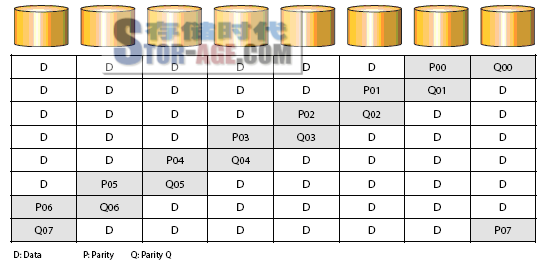 存储时代
STOR-AGE.COM
D D D D D D P00 Q00
D D D D D P01 Q01 D
D D D D P02 Q02 D D
D D D P03 Q03 D D D
D D P04 Q04 D D D D
D P05 Q05 D D D D D
P06 Q06 D D D D D D
Q07 D D D D D D P07
D: Data P: Parity Q: Parity Q